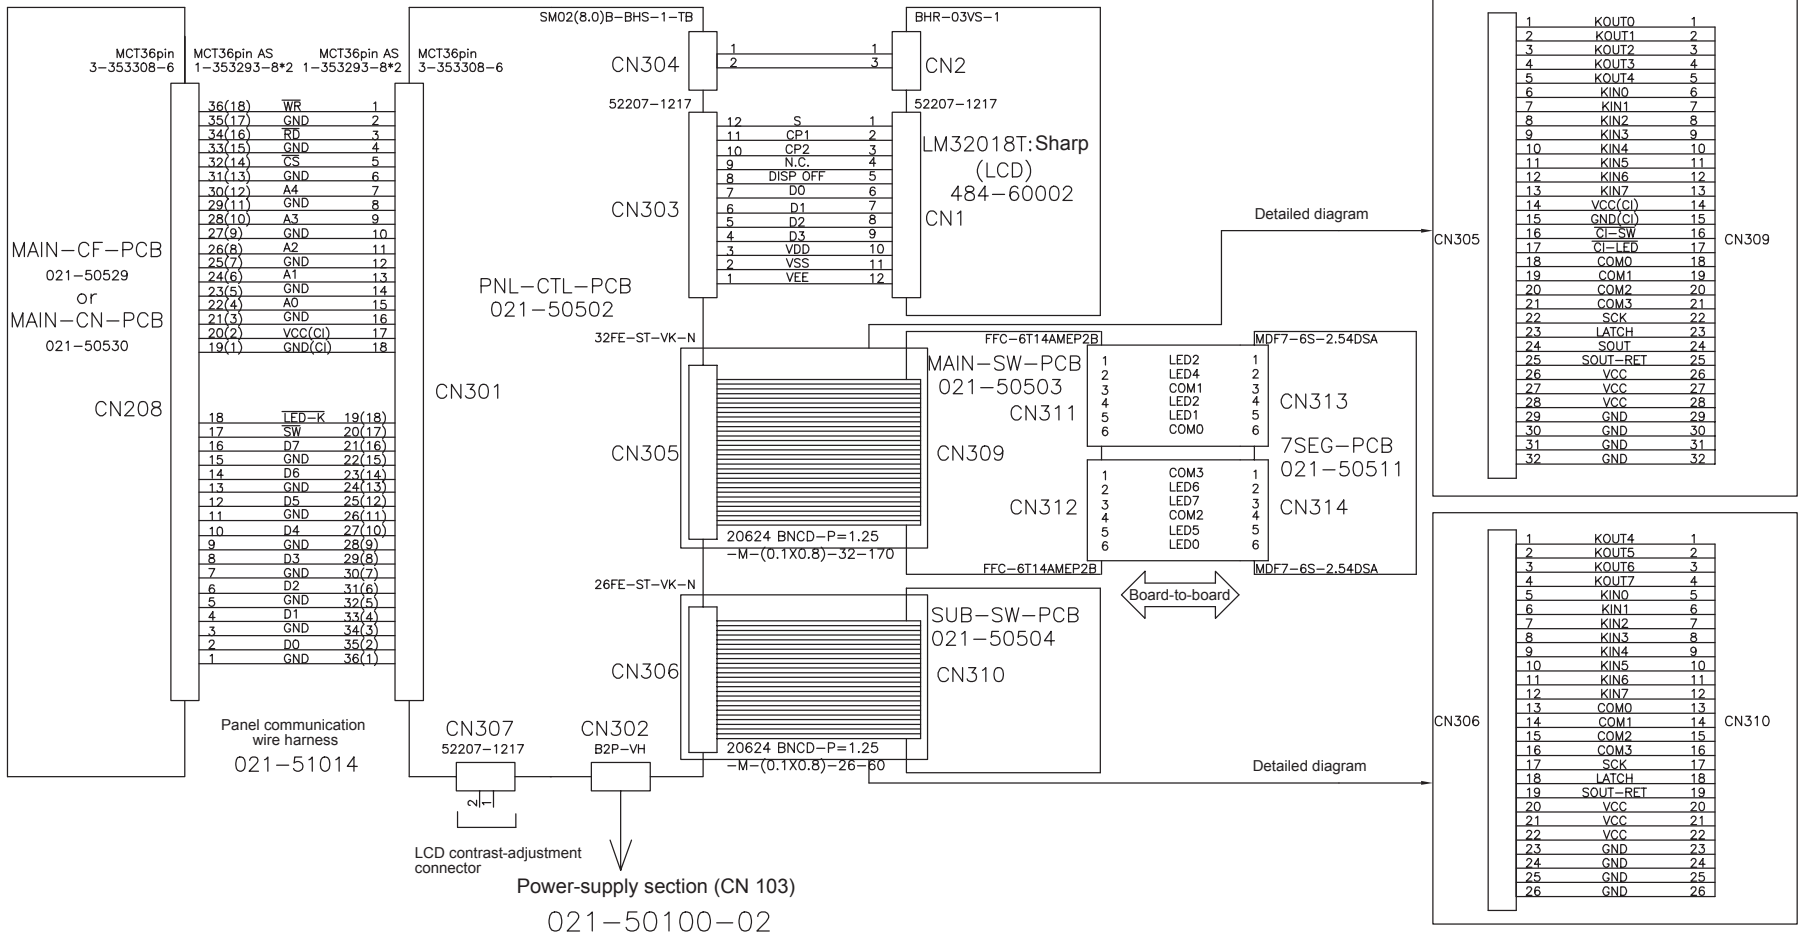 MCT36pin
3-353308-6
MCT36pin AS
1-353293-8*2
MCT36pin AS
1-353293-8*2
MCT36pin
3-353308-6
36(18) WR 1
35(17) GND 2
34(16) RD 3
33(15) GND 4
32(14) CS 5
31(13) GND 6
30(12) A4 7
29(11) GND 8
28(10) A3 9
27(9) GND 10
26(8) A2 11
25(7) GND 12
24(6) A1 13
23(5) GND 14
22(4) A0 15
21(3) GND 16
20(2) VCC(CI) 17
19(1) GND(CI) 18
MAIN-CF-PCB
021-50529
or
MAIN-CN-PCB
021-50530
CN208
CN301
18 LED-K 19(18)
17 SW 20(17)
16 D7 21(16)
15 GND 22(15)
14 D6 23(14)
13 GND 24(13)
12 D5 25(12)
11 GND 26(11)
10 D4 27(10)
9 GND 28(9)
8 D3 29(8)
7 GND 30(7)
6 D2 31(6)
5 GND 32(5)
4 D1 33(4)
3 GND 34(3)
2 D0 35(2)
1 GND 36(1)
Panel communication
wire harness
021-51014
PNL-CTL-PCB
021-50502
SM02(8.0)B-BHS-1-TB
BHR-03VS-1
CN304
1 1
2 3
CN2
52207-1217
52207-1217
12 S 1
11 CP1 2
10 CP2 3
9 N.C. 4
8 DISP OFF 5
7 D0 6
6 D1 7
5 D2 8
4 D3 9
3 VDD 10
2 VSS 11
1 VEE 12
CN303
LM32018T:Sharp
(LCD)
484-60002
CN1
32FE-ST-VK-N
CN305
CN309
20624 BNCD-P=1.25
-M-(0.1X0.8)-32-170
MAIN-SW-PCB
021-50503
FFC-6T14AMEP2B
MDF7-6S-2.54DSA
CN311
1 LED2 1
2 LED4 2
3 COM1 3
4 LED2 4
5 LED1 5
6 COM0 6
CN313
7SEG-PCB
021-50511
CN312
1 COM3 1
2 LED6 2
3 LED7 3
4 COM2 4
5 LED5 5
6 LED0 6
CN314
FFC-6T14AMEP2B
MDF7-6S-2.54DSA
Board-to-board
26FE-ST-VK-N
CN306
SUB-SW-PCB
021-50504
CN310
20624 BNCD-P=1.25
-M-(0.1X0.8)-26-60
CN307
52207-1217
2 1
LCD contrast-adjustment
connector
CN302
B2P-VH
Power-supply section (CN 103)
021-50100-02
Detailed diagram
CN305
1 KOUT0 1
2 KOUT1 2
3 KOUT2 3
4 KOUT3 4
5 KOUT4 5
6 KIN0 6
7 KIN1 7
8 KIN2 8
9 KIN3 9
10 KIN4 10
11 KIN5 11
12 KIN6 12
13 KIN7 13
14 VCC(CI) 14
15 GND(CI) 15
16 CI-SW 16
17 CI-LED 17
18 COM0 18
19 COM1 19
20 COM2 20
21 COM3 21
22 SCK 22
23 LATCH 23
24 SOUT 24
25 SOUT-RET 25
26 VCC 26
27 VCC 27
28 VCC 28
29 GND 29
30 GND 30
31 GND 31
32 GND 32
CN309
Detailed diagram
CN306
1 KOUT4 1
2 KOUT5 2
3 KOUT6 3
4 KOUT7 4
5 KIN0 5
6 KIN1 6
7 KIN2 7
8 KIN3 8
9 KIN4 9
10 KIN5 10
11 KIN6 11
12 KIN7 12
13 COM0 13
14 COM1 14
15 COM2 15
16 COM3 16
17 SCK 17
18 LATCH 18
19 SOUT-RET 19
20 VCC 20
21 VCC 21
22 VCC 22
23 GND 23
24 GND 24
25 GND 25
26 GND 26
CN310